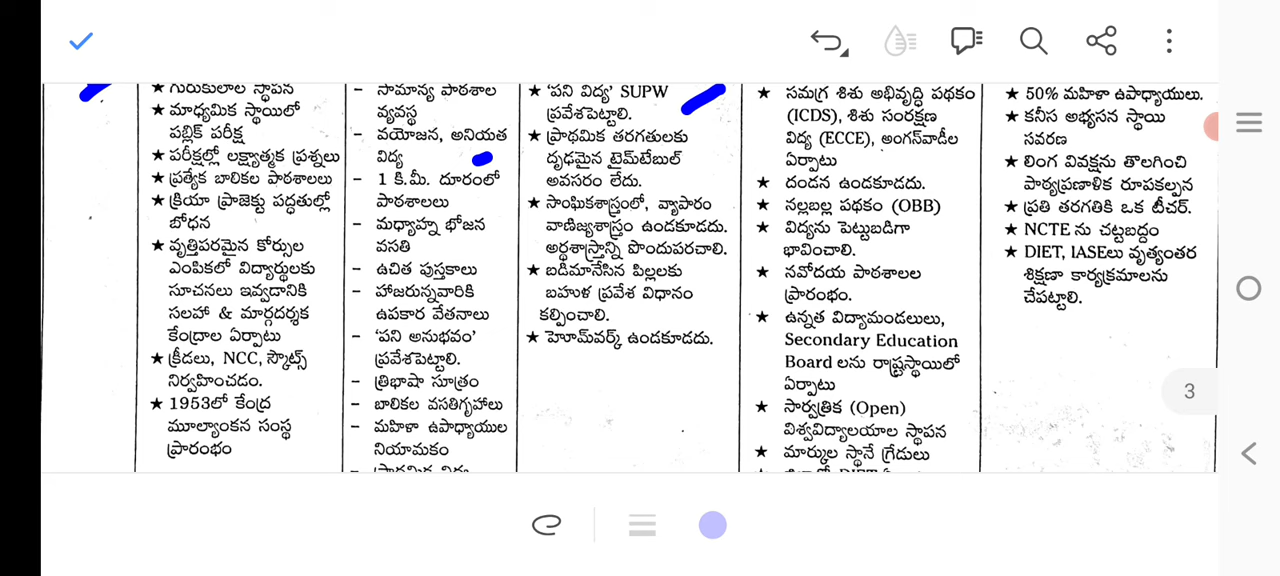 ★ గురుకులాల స్థాపన
★ మాధ్యమిక స్థాయిలో
పబ్లిక్ పరీక్ష
★ పరీక్షల్లో లక్ష్యాత్మక ప్రశ్నలు
★ ప్రత్యేక బాలికల పాఠశాలలు
★ క్రియా ప్రాజెక్టు పద్ధతుల్లో
బోధన
★ వృత్తిపరమైన కోర్సుల
ఎంపికలో విద్యార్థులకు
సూచనలు ఇవ్వడానికి
సలహా & మార్గదర్శక
కేంద్రాల ఏర్పాటు
★ క్రీడలు, NCC, స్కౌట్స్
నిర్వహించడం.
★ 1953లో కేంద్ర
మూల్యాంకన సంస్థ
ప్రారంభం
– సామాన్య పాఠశాల
వ్యవస్థ
– వయోజన, అనియత
విద్య
– 1 కి.మీ. దూరంలో
పాఠశాలలు
– మధ్యాహ్న భోజన
వసతి
– ఉచిత పుస్తకాలు
– హాజరున్నవారికి
ఉపకార వేతనాలు
– ‘పని అనుభవం’
ప్రవేశపెట్టాలి.
– త్రిభాషా సూత్రం
– బాలికల వసతిగృహాలు
– మహిళా ఉపాధ్యాయుల
నియామకం
★ ‘పని విద్య’ SUPW
ప్రవేశపెట్టాలి.
★ ప్రాథమిక తరగతులకు
దృఢమైన టైమ్‌టేబుల్
అవసరం లేదు.
★ సాంఘికశాస్త్రంలో, వ్యాపారం
వాణిజ్యశాస్త్రం ఉండకూడదు.
అర్థశాస్త్రాన్ని పొందుపరచాలి.
★ బడిమానేసిన పిల్లలకు
బహుళ ప్రవేశ విధానం
కల్పించాలి.
★ హెూమ్‌వర్క్ ఉండకూడదు.
★ సమగ్ర శిశు అభివృద్ధి పథకం
(ICDS), శిశు సంరక్షణ
విద్య (ECCE), అంగన్‌వాడీల
ఏర్పాటు
★ దండన ఉండకూడదు.
★ నల్లబల్ల పథకం (OBB)
★ విద్యను పెట్టుబడిగా
భావించాలి.
★ నవోదయ పాఠశాలల
ప్రారంభం.
★ ఉన్నత విద్యామండలులు,
Secondary Education
Board లను రాష్ట్రస్థాయిలో
ఏర్పాటు
★ సార్వత్రిక (Open)
విశ్వవిద్యాలయాల స్థాపన
★ మార్కుల స్థానే గ్రేడులు
★ 50% మహిళా ఉపాధ్యాయులు.
★ కనీస అభ్యసన స్థాయి
సవరణ
★ లింగ వివక్షను తొలగించి
పాఠ్యప్రణాళిక రూపకల్పన
★ ప్రతి తరగతికి ఒక టీచర్.
★ NCTE ను చట్టబద్దం
★ DIET, IASEలు వృత్యంతర
శిక్షణా కార్యక్రమాలను
చేపట్టాలి.
3